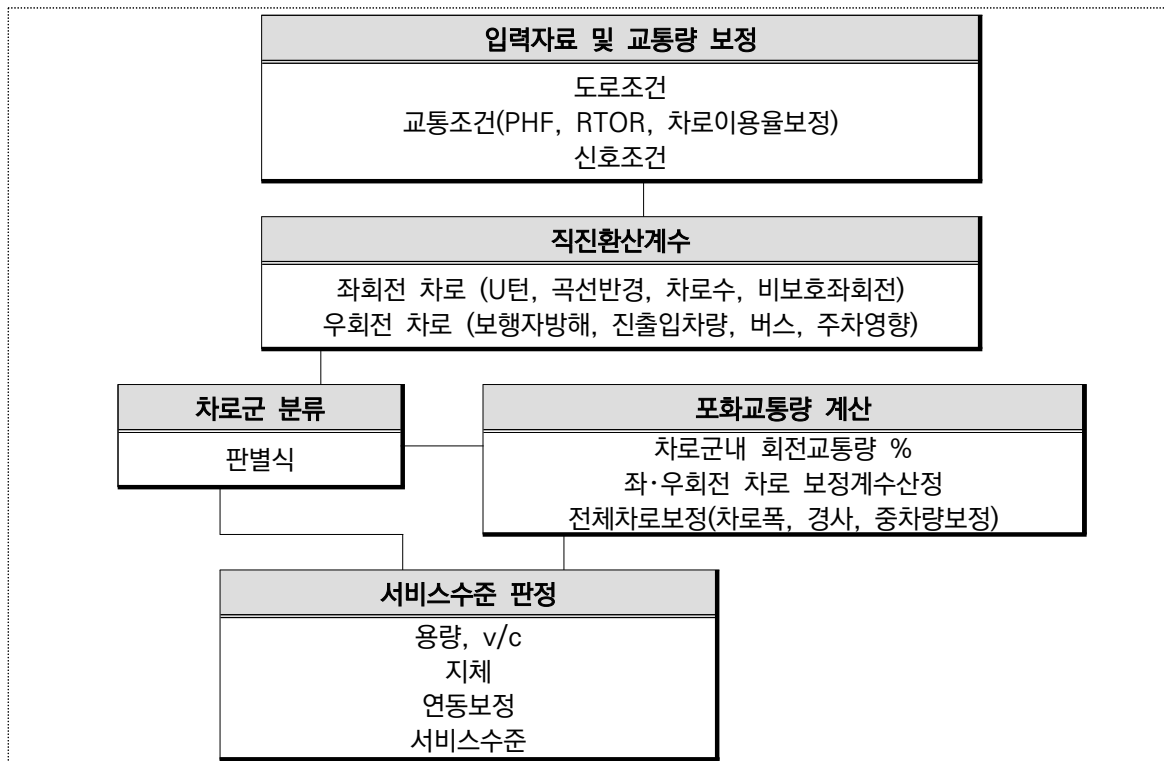 입력자료 및 교통량 보정
도로조건
교통조건(PHF, RTOR, 차로이용율보정)
신호조건
직진환산계수
좌회전 차로 (U턴, 곡선반경, 차로수, 비보호좌회전)
우회전 차로 (보행자방해, 진출입차량, 버스, 주차영향)
차로군 분류
판별식
포화교통량 계산
차로군내 회전교통량 %
좌·우회전 차로 보정계수산정
전체차로보정(차로폭, 경사, 중차량보정)
서비스수준 판정
용량, v/c
지체
연동보정
서비스수준